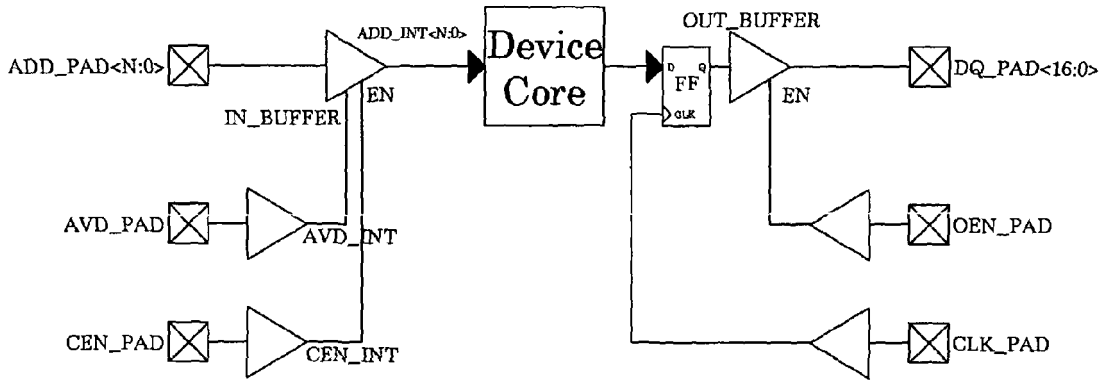 OUT_BUFFER
ADD_INT<N:0>
ADD_PAD<N:0>
Device
Core
D Q
FF
CLK
DQ_PAD<16:0>
EN
EN
IN_BUFFER
AVD_PAD
AVD_INT
OEN_PAD
CEN_PAD
CEN_INT
CLK_PAD